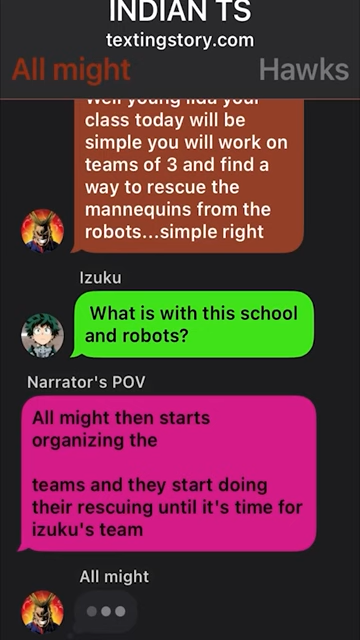 INDIAN TS
textingstory.com
All might Hawks
Well young iida your
class today will be
simple you will work on
teams of 3 and find a
way to rescue the
mannequins from the
robots...simple right
Izuku
What is with this school
and robots?
Narrator's POV
All might then starts
organizing the
teams and they start doing
their rescuing until it's time for
izuku's team
All might